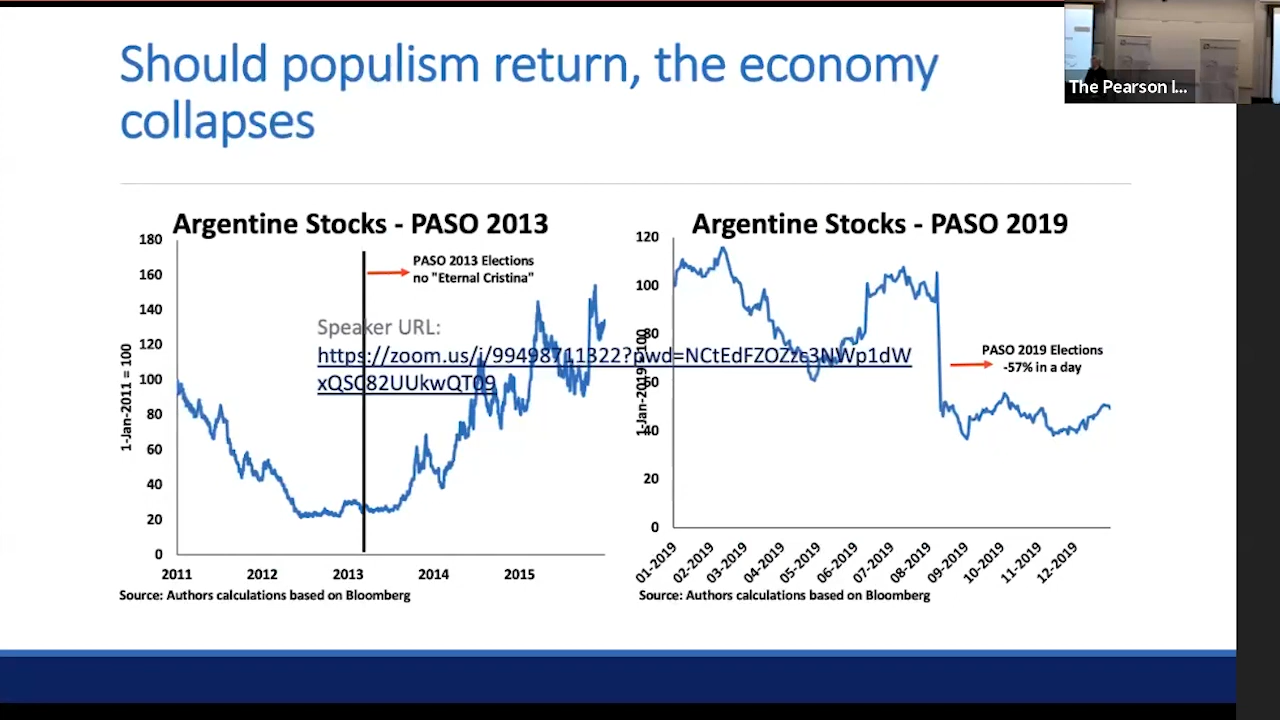 Should populism return, the economy
collapses
The Pearson I...
Argentine Stocks - PASO 2013
180
160
140
120
100
80
60
40
20
0
1-Jan-2011 = 100
PASO 2013 Elections
no "Eternal Cristina"
2011
2012
2013
2014
2015
Source: Authors calculations based on Bloomberg
Speaker URL:
Argentine Stocks - PASO 2019
120
100
80
60
40
20
0
PASO 2019 Elections
-57% in a day
01-2019
02-2019
03-2019
04-2019
05-2019
06-2019
07-2019
08-2019
09-2019
10-2019
11-2019
12-2019
Source: Authors calculations based on Bloomberg